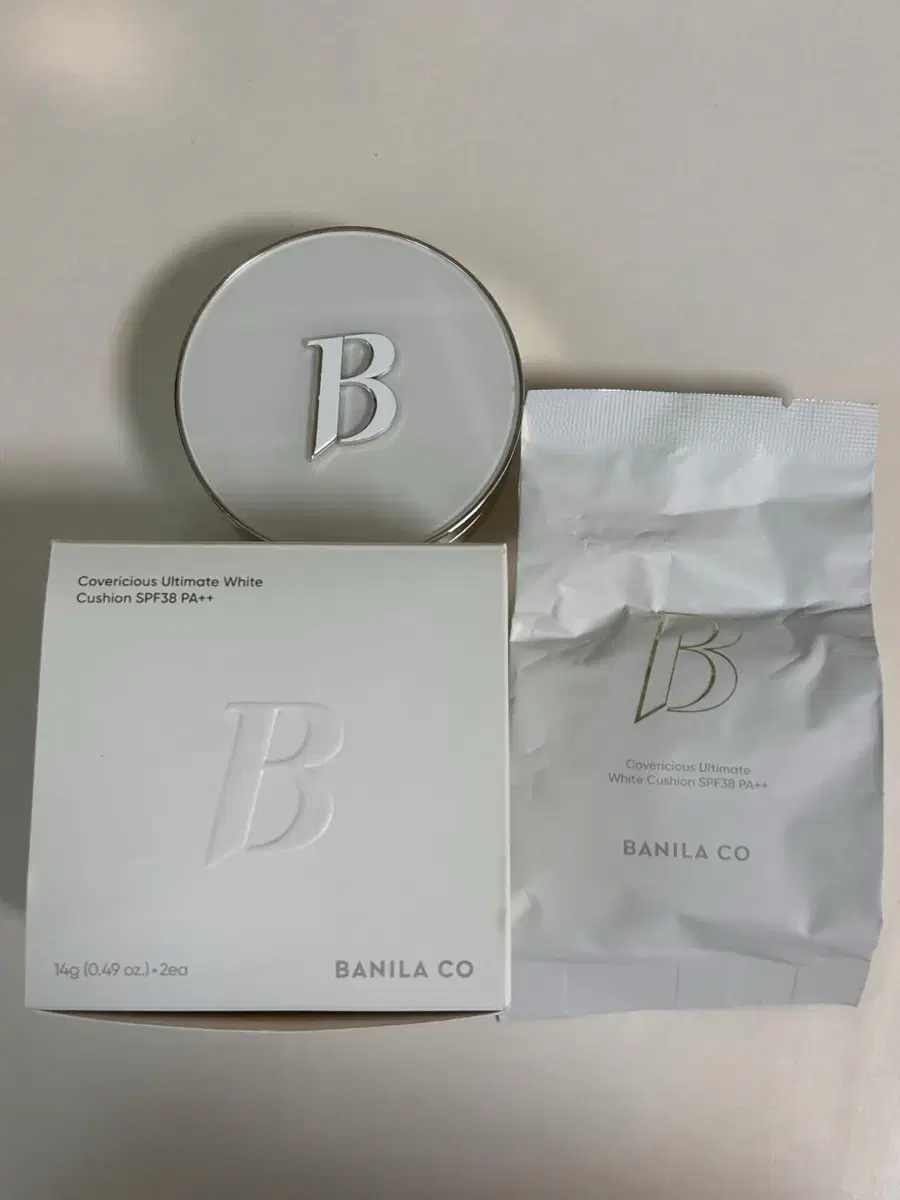 B
Covericious Ultimate White
Cushion SPF38 PA++
B
14g (0.49 oz.) • 2ea
BANILA CO
B
Covericious Ultimate
White Cushion SPF38 PA++
BANILA CO